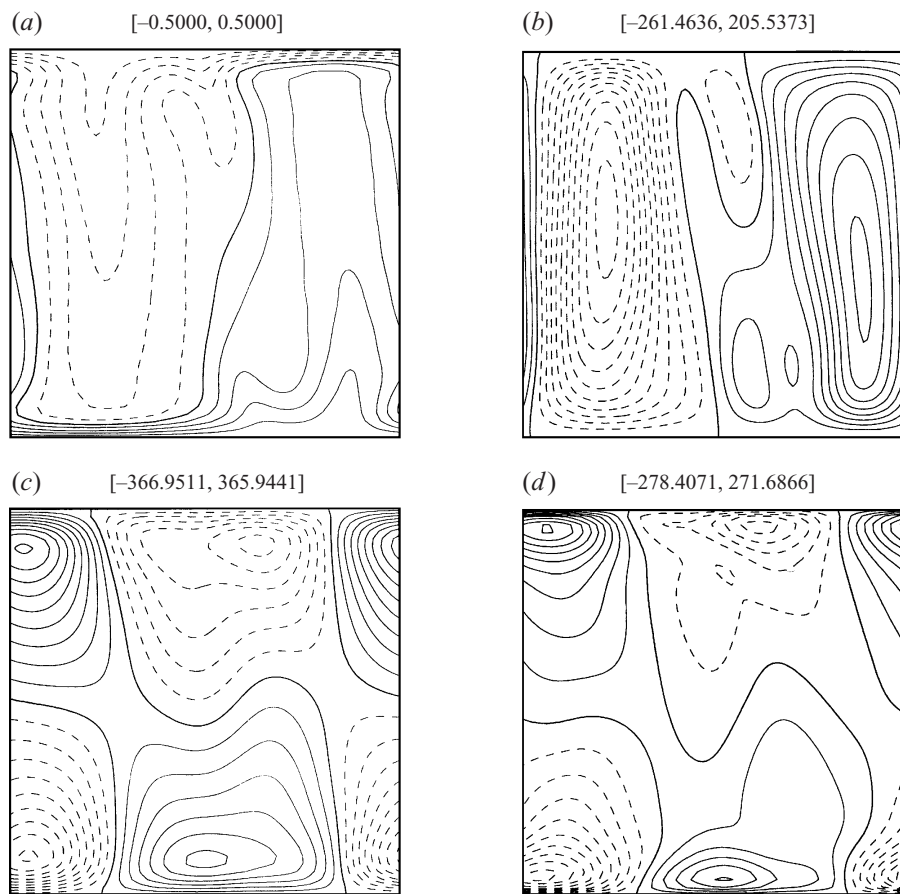 (a) [–0.5000, 0.5000]
(b) [–261.4636, 205.5373]
(c) [–366.9511, 365.9441]
(d) [–278.4071, 271.6866]